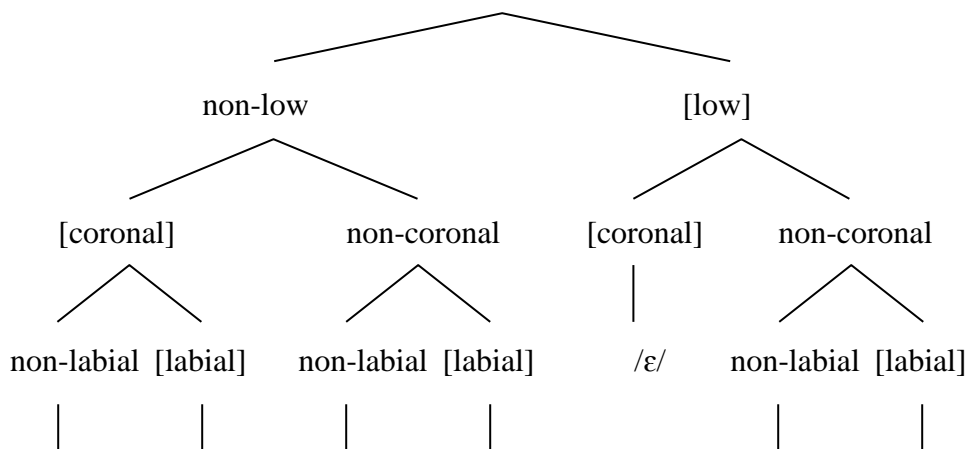 non-low [low]
[coronal] non-coronal [coronal] non-coronal
non-labial [labial] non-labial [labial] /ɛ/ non-labial [labial]